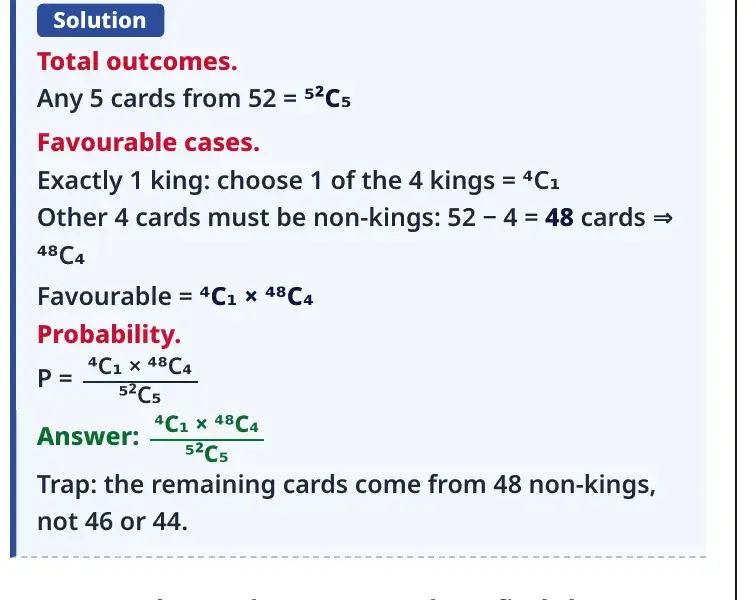 Solution
Total outcomes.
Any 5 cards from 52 = ⁵²C₅
Favourable cases.
Exactly 1 king: choose 1 of the 4 kings = ⁴C₁
Other 4 cards must be non-kings: 52 − 4 = 48 cards ⇒
⁴⁸C₄
Favourable = ⁴C₁ × ⁴⁸C₄
Probability.
P = (⁴C₁ × ⁴⁸C₄) / ⁵²C₅
Answer: (⁴C₁ × ⁴⁸C₄) / ⁵²C₅
Trap: the remaining cards come from 48 non-kings,
not 46 or 44.